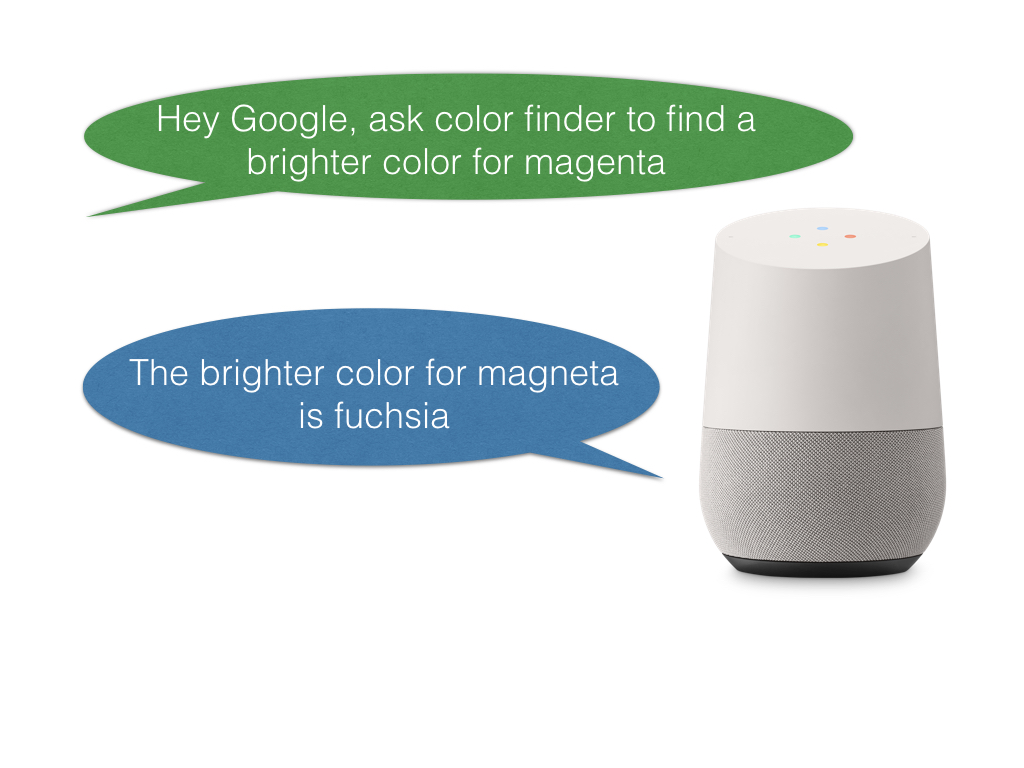 Hey Google, ask color finder to find a
brighter color for magenta
The brighter color for magneta
is fuchsia